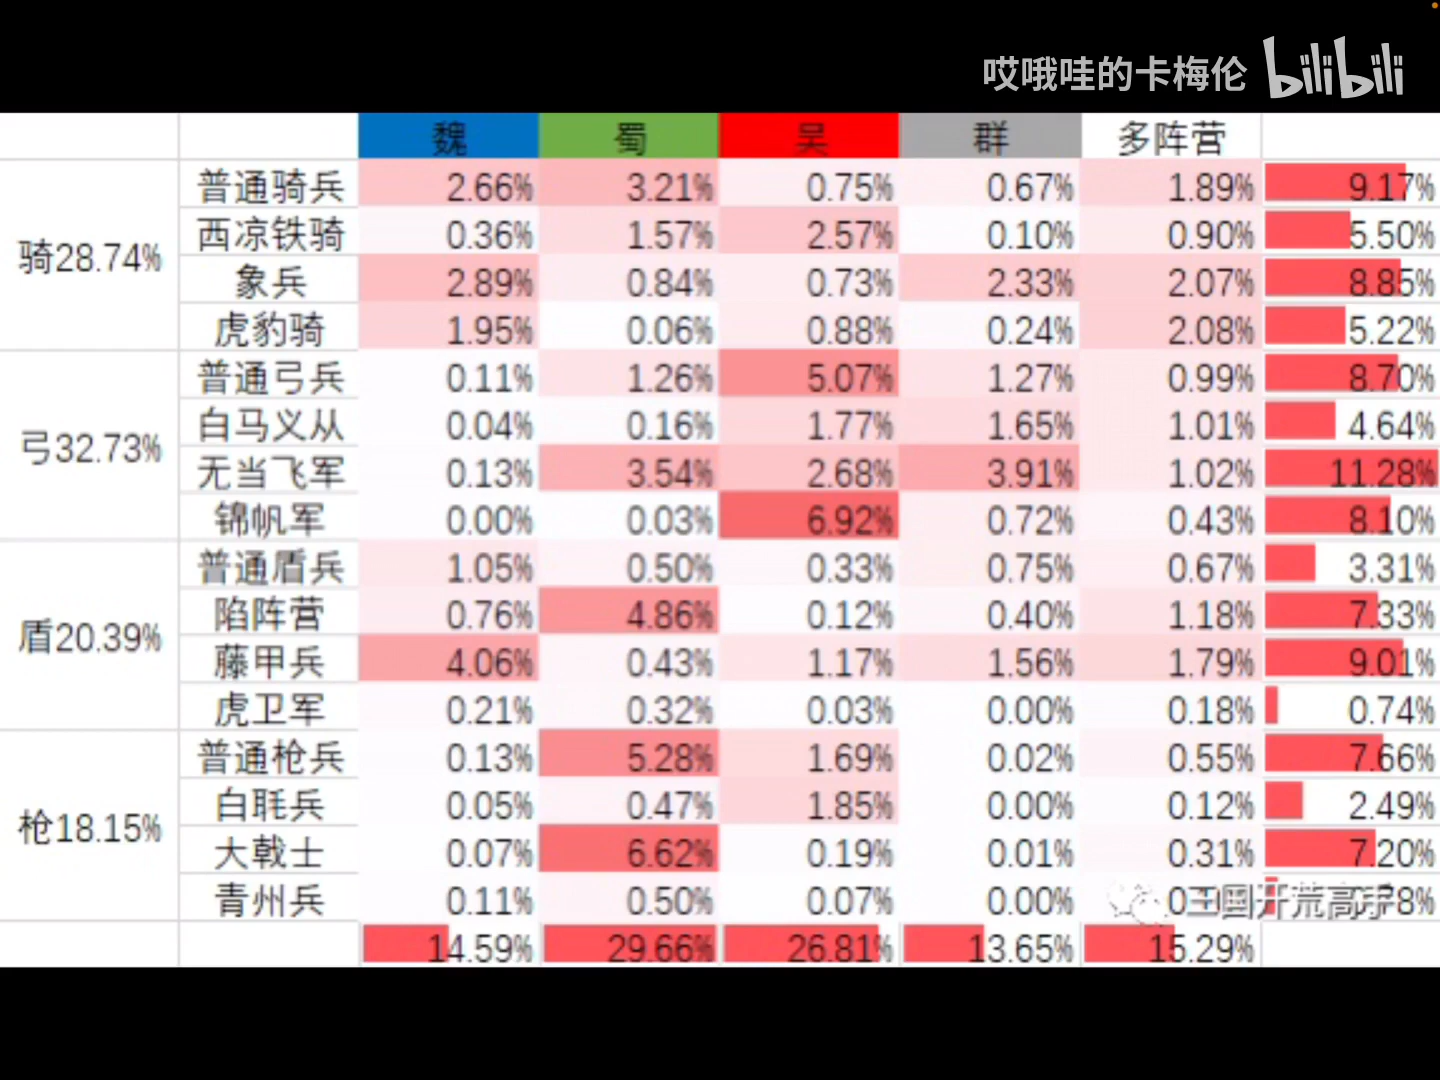 哎哦哇的卡梅伦 bilibili
魏 蜀 吴 群 多阵营
骑28.74%
普通骑兵 2.66% 3.21% 0.75% 0.67% 1.89% 9.17%
西凉铁骑 0.36% 1.57% 2.57% 0.10% 0.90% 5.50%
象兵 2.89% 0.84% 0.73% 2.33% 2.07% 8.85%
虎豹骑 1.95% 0.06% 0.88% 0.24% 2.08% 5.22%
弓32.73%
普通弓兵 0.11% 1.26% 5.07% 1.27% 0.99% 8.70%
白马义从 0.04% 0.16% 1.77% 1.65% 1.01% 4.64%
无当飞军 0.13% 3.54% 2.68% 3.91% 1.02% 11.28%
锦帆军 0.00% 0.03% 6.92% 0.72% 0.43% 8.10%
盾20.39%
普通盾兵 1.05% 0.50% 0.33% 0.75% 0.67% 3.31%
陷阵营 0.76% 4.86% 0.12% 0.40% 1.18% 7.33%
藤甲兵 4.06% 0.43% 1.17% 1.56% 1.79% 9.01%
虎卫军 0.21% 0.32% 0.03% 0.00% 0.18% 0.74%
枪18.15%
普通枪兵 0.13% 5.28% 1.69% 0.02% 0.55% 7.66%
白毦兵 0.05% 0.47% 1.85% 0.00% 0.12% 2.49%
大戟士 0.07% 6.62% 0.19% 0.01% 0.31% 7.20%
青州兵 0.11% 0.50% 0.07% 0.00%
三国开荒高手
14.59% 29.66% 26.81% 13.65% 15.29%